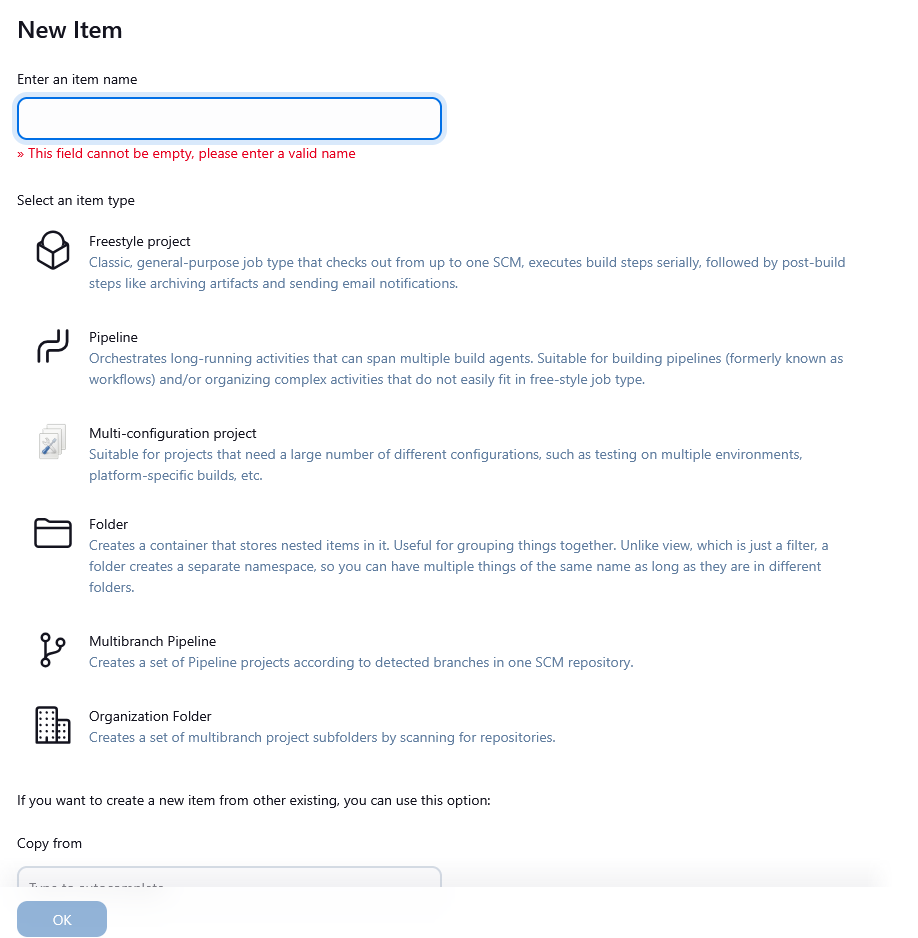 New Item
Enter an item name
» This field cannot be empty, please enter a valid name
Select an item type
Freestyle project
Classic, general-purpose job type that checks out from up to one SCM, executes build steps serially, followed by post-build
steps like archiving artifacts and sending email notifications.
Pipeline
Orchestrates long-running activities that can span multiple build agents. Suitable for building pipelines (formerly known as
workflows) and/or organizing complex activities that do not easily fit in free-style job type.
Multi-configuration project
Suitable for projects that need a large number of different configurations, such as testing on multiple environments,
platform-specific builds, etc.
Folder
Creates a container that stores nested items in it. Useful for grouping things together. Unlike view, which is just a filter, a
folder creates a separate namespace, so you can have multiple things of the same name as long as they are in different
folders.
Multibranch Pipeline
Creates a set of Pipeline projects according to detected branches in one SCM repository.
Organization Folder
Creates a set of multibranch project subfolders by scanning for repositories.
If you want to create a new item from other existing, you can use this option:
Copy from
Type to autocomplete
OK